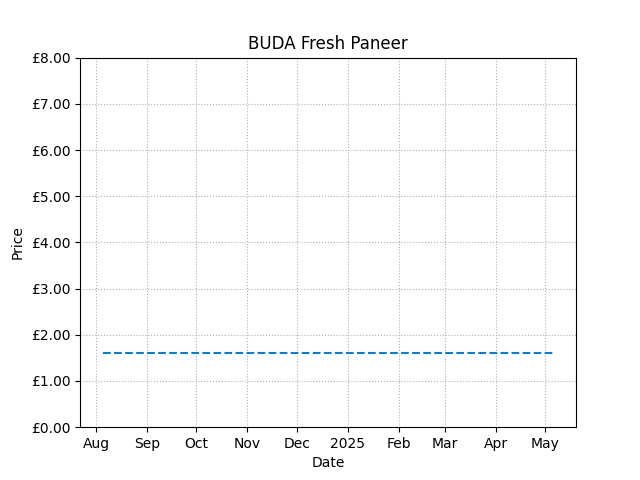 BUDA Fresh Paneer
£8.00
£7.00
£6.00
£5.00
£4.00
£3.00
£2.00
£1.00
£0.00
Price
Aug Sep Oct Nov Dec 2025 Feb Mar Apr May
Date